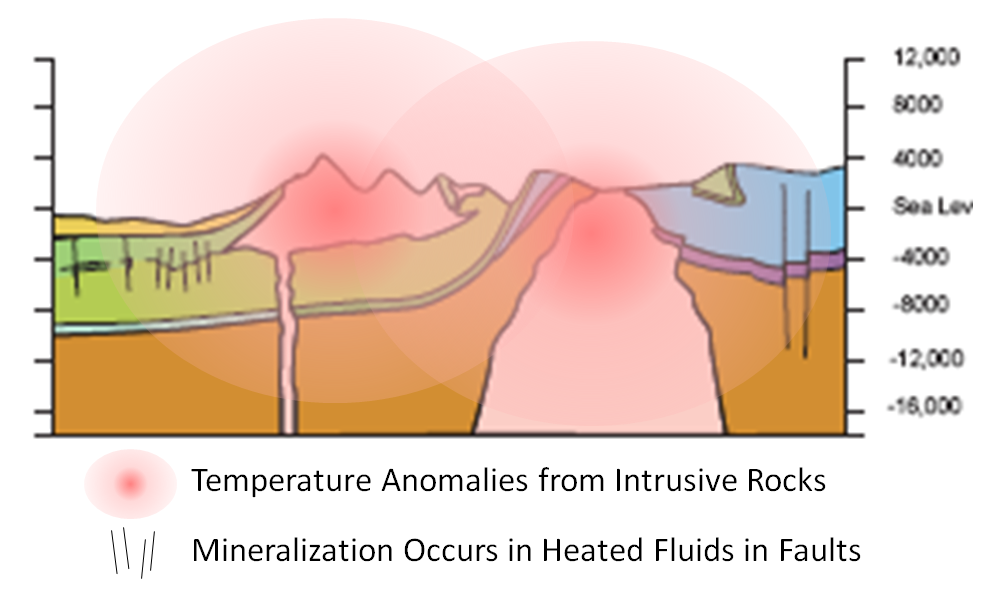 12,000
8000
4000
Sea Lev
-4000
-8000
-12,000
-16,000
Temperature Anomalies from Intrusive Rocks
Mineralization Occurs in Heated Fluids in Faults